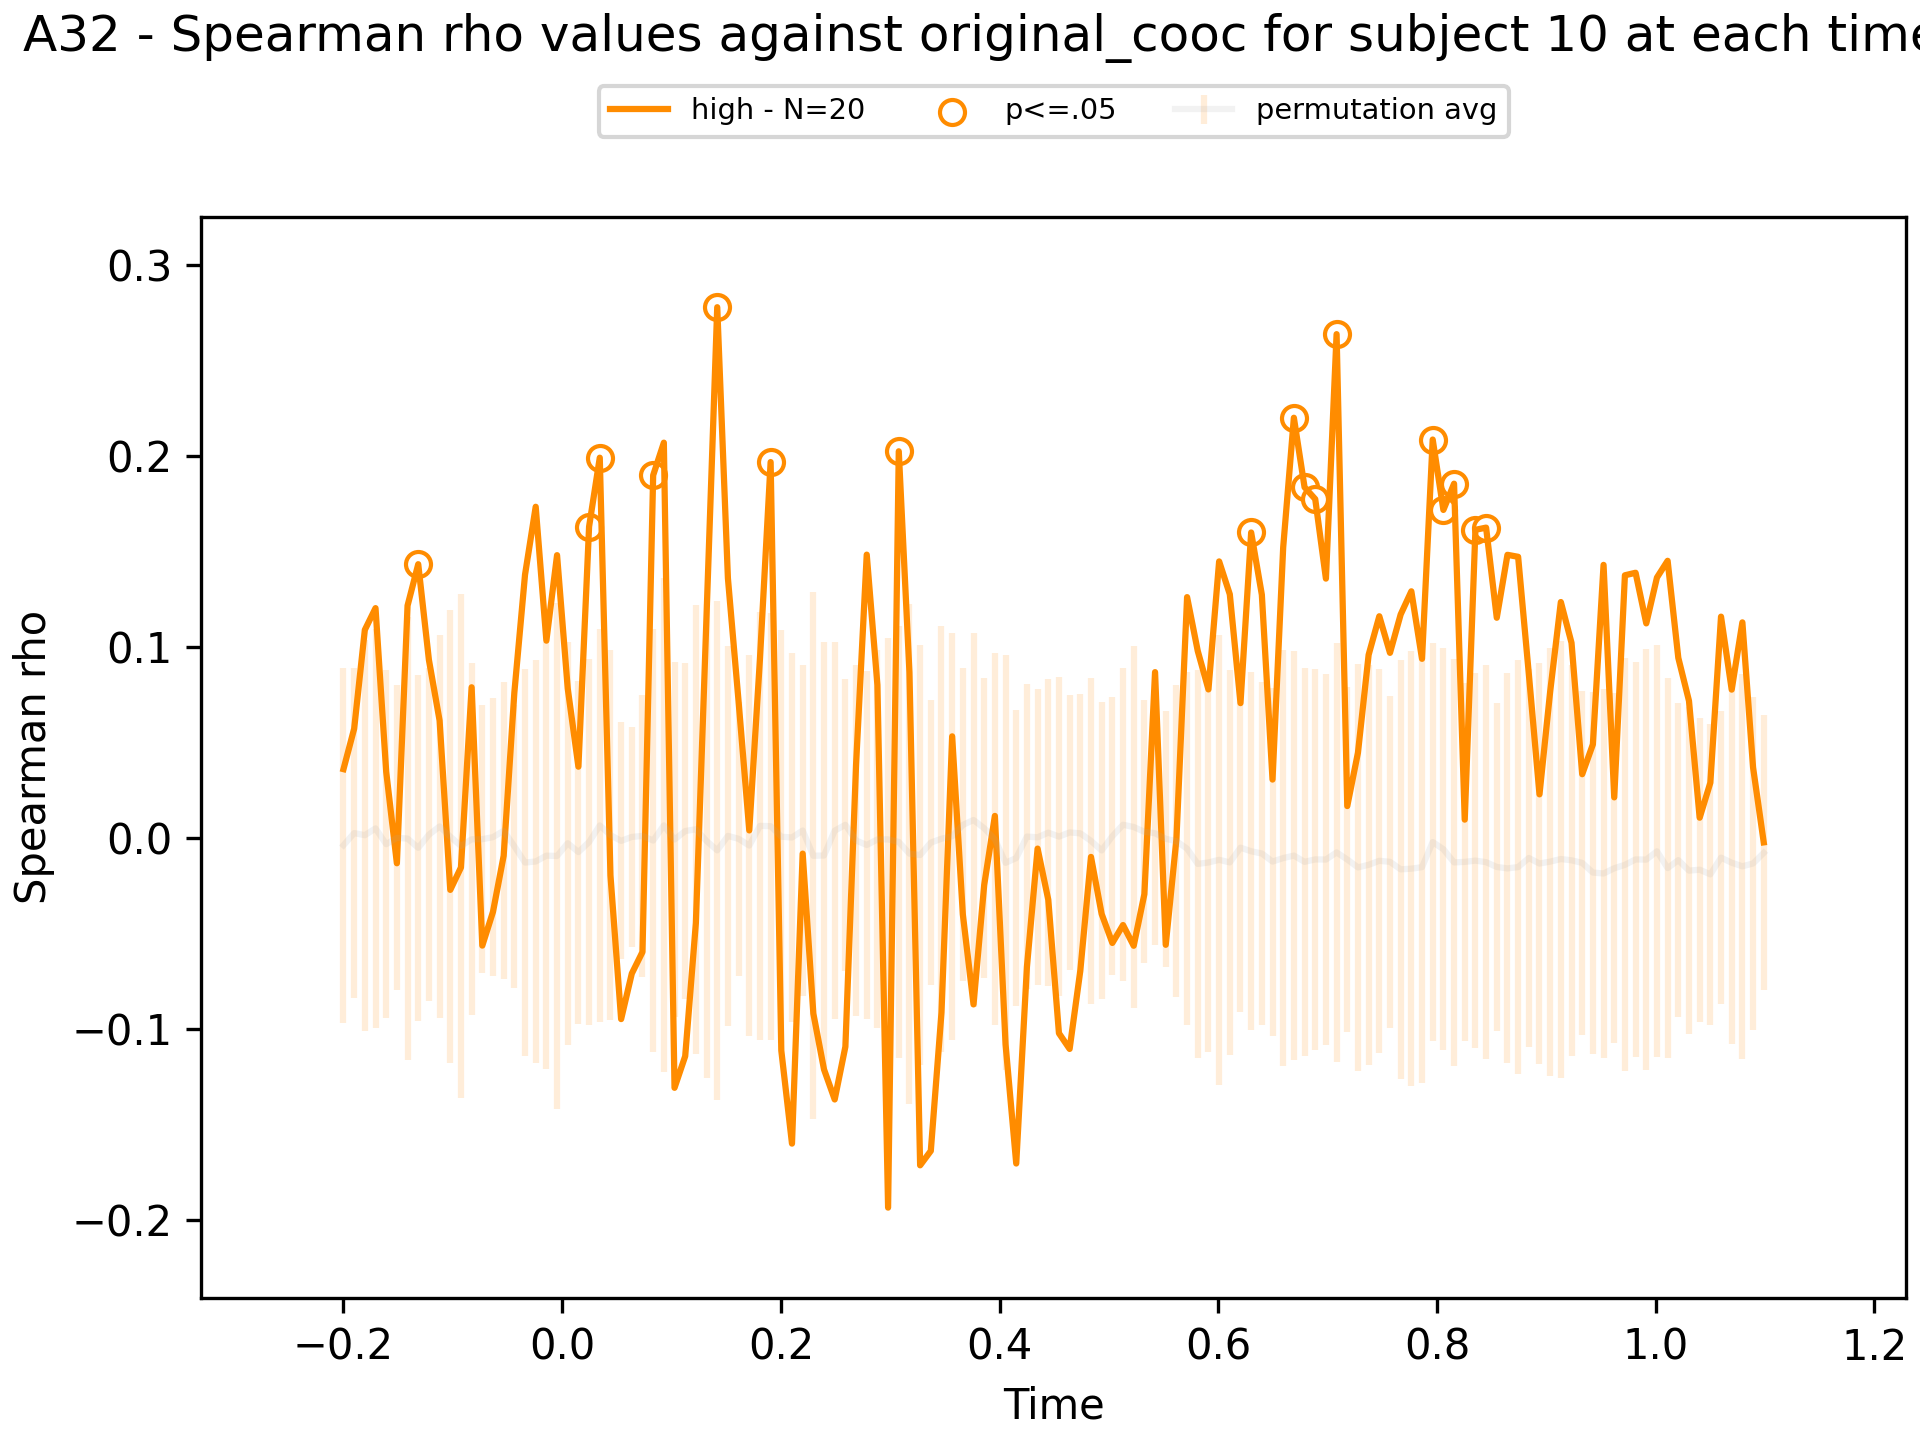 A32 - Spearman rho values against original_cooc for subject 10 at each time
high - N=20 p<=.05 permutation avg
0.3
0.2
0.1
0.0
−0.1
−0.2
Spearman rho
−0.2 0.0 0.2 0.4 0.6 0.8 1.0 1.2
Time